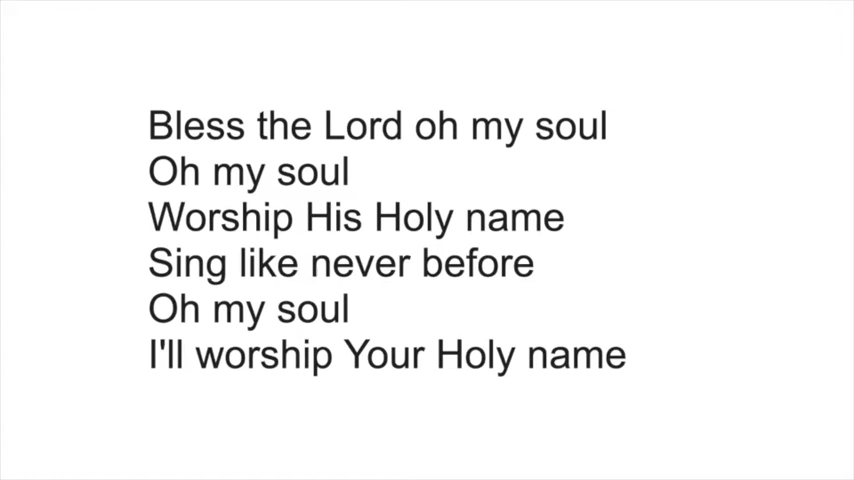 Bless the Lord oh my soul
Oh my soul
Worship His Holy name
Sing like never before
Oh my soul
I'll worship Your Holy name